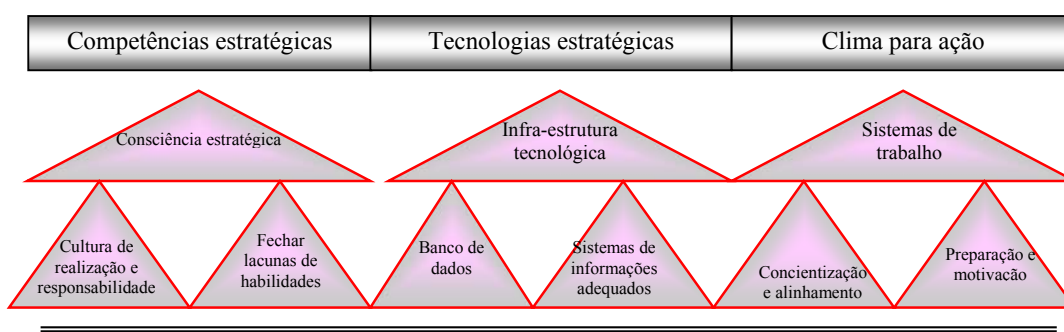 Competências estratégicas
Tecnologias estratégicas
Clima para ação
Consciência estratégica
Infra-estrutura
tecnológica
Sistemas de
trabalho
Cultura de
realização e
responsabilidade
Fechar
lacunas de
habilidades
Banco de
dados
Sistemas de
informações
adequados
Concientização
e alinhamento
Preparação e
motivacão